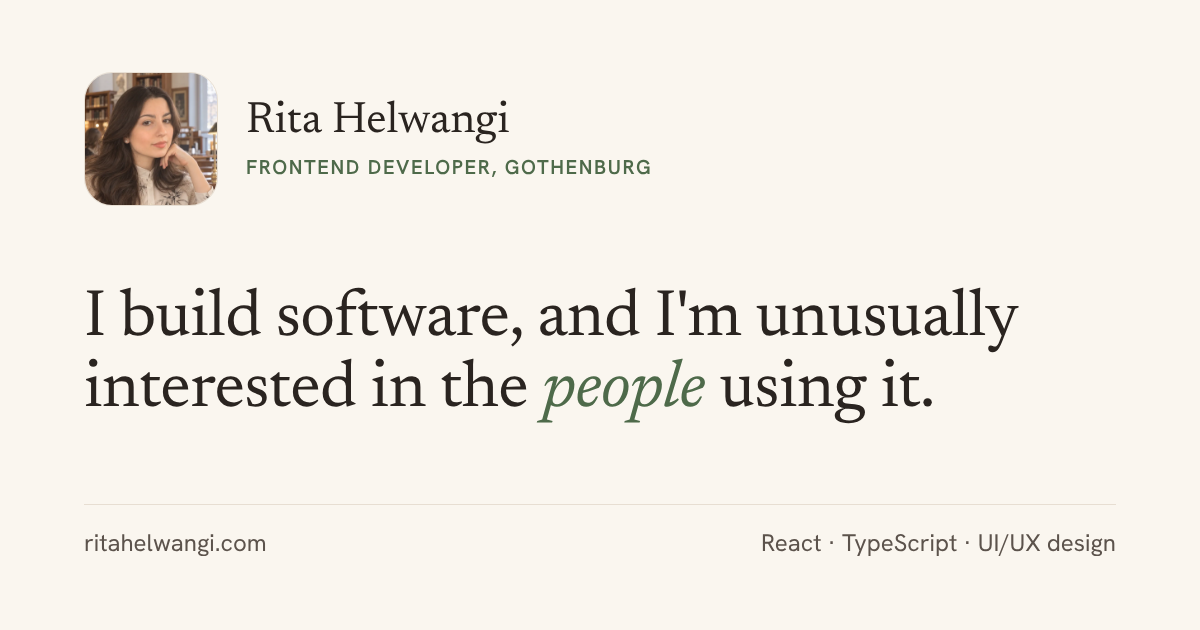 Rita Helwangi
FRONTEND DEVELOPER, GOTHENBURG
I build software, and I'm unusually
interested in the people using it.
ritahelwangi.com
React · TypeScript · UI/UX design